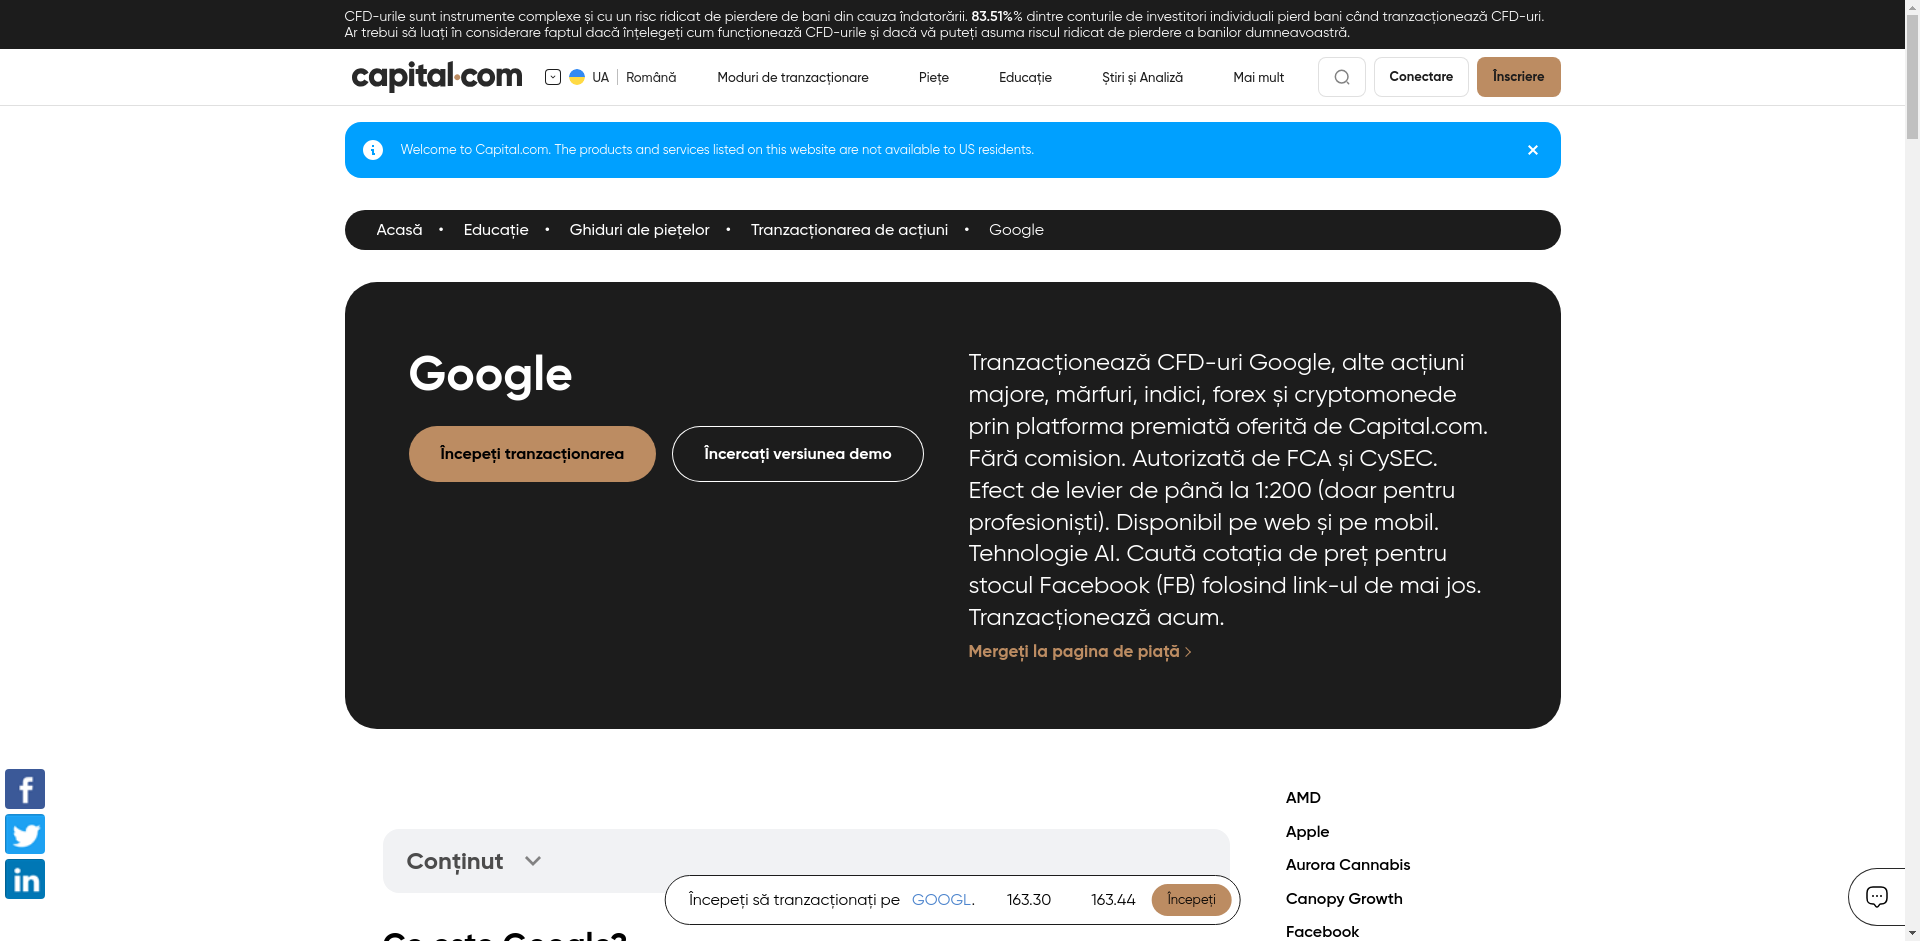 CFD-urile sunt instrumente complexe și cu un risc ridicat de pierdere de bani din cauza îndatorării. 83.51%% dintre conturile de investitori individuali pierd bani când tranzacționează CFD-uri.
Ar trebui să luați în considerare faptul dacă înțelegeți cum funcționează CFD-urile și dacă vă puteți asuma riscul ridicat de pierdere a banilor dumneavoastră.
capital.com UA Română Moduri de tranzacționare Piețe Educație Știri și Analiză Mai mult Conectare Înscriere
Welcome to Capital.com. The products and services listed on this website are not available to US residents.
Acasă • Educație • Ghiduri ale piețelor • Tranzacționarea de acțiuni • Google
Google
Începeți tranzacționarea Încercați versiunea demo
Tranzacționează CFD-uri Google, alte acțiuni
majore, mărfuri, indici, forex și cryptomonede
prin platforma premiată oferită de Capital.com.
Fără comision. Autorizată de FCA și CySEC.
Efect de levier de până la 1:200 (doar pentru
profesioniști). Disponibil pe web și pe mobil.
Tehnologie AI. Caută cotația de preț pentru
stocul Facebook (FB) folosind link-ul de mai jos.
Tranzacționează acum.
Mergeți la pagina de piață
Conținut
AMD
Apple
Aurora Cannabis
Canopy Growth
Facebook
Începeți să tranzacționați pe GOOGL. 163.30 163.44 Începeți
Ce este Google?